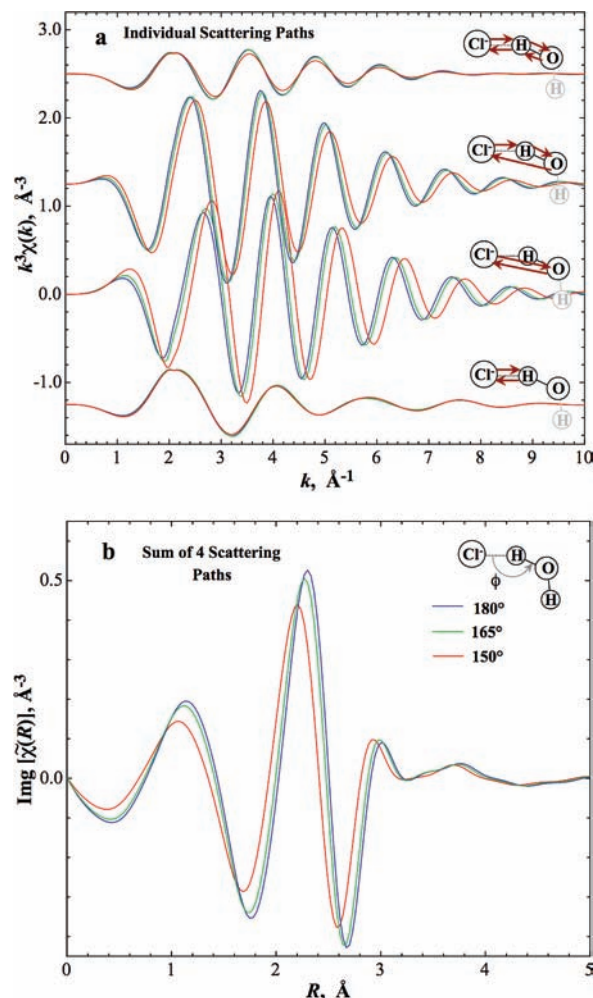 a Individual Scattering Paths
3.0
2.0
1.0
0.0
-1.0
k³χ(k), Å⁻³
Cl⁻ H O
H
Cl⁻ H O
H
Cl⁻ H O
H
Cl⁻ H O
H
0 1 2 3 4 5 6 7 8 9 10
k, Å⁻¹
b Sum of 4 Scattering
Paths
Cl⁻ H O
ϕ H
0.5
0.0
Img |χ̃(R)|, Å⁻³
180°
165°
150°
0 1 2 3 4 5
R, Å